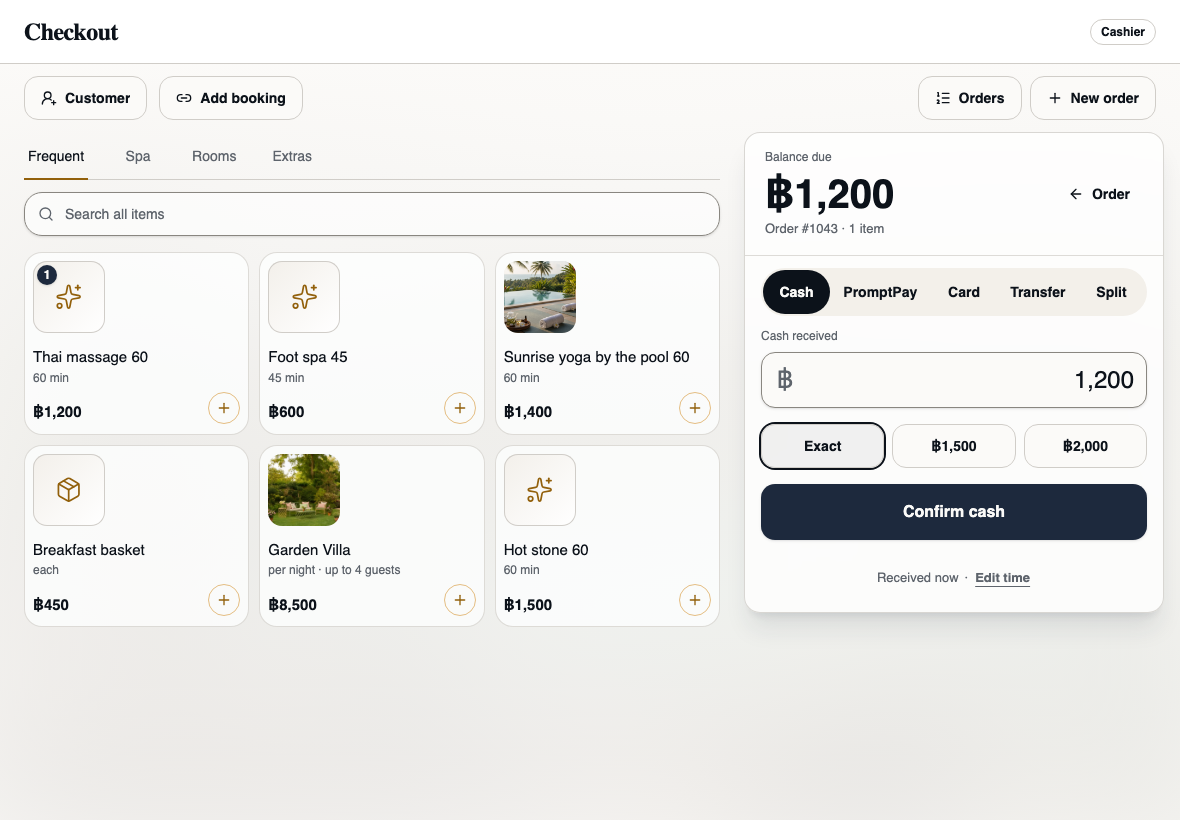 Checkout
Cashier
Customer
Add booking
Orders
New order
Frequent
Spa
Rooms
Extras
Search all items
1
Thai massage 60
60 min
฿1,200
Foot spa 45
45 min
฿600
Sunrise yoga by the pool 60
60 min
฿1,400
Breakfast basket
each
฿450
Garden Villa
per night · up to 4 guests
฿8,500
Hot stone 60
60 min
฿1,500
Balance due
฿1,200
Order
Order #1043 · 1 item
Cash
PromptPay
Card
Transfer
Split
Cash received
฿ 1,200
Exact
฿1,500
฿2,000
Confirm cash
Received now · Edit time